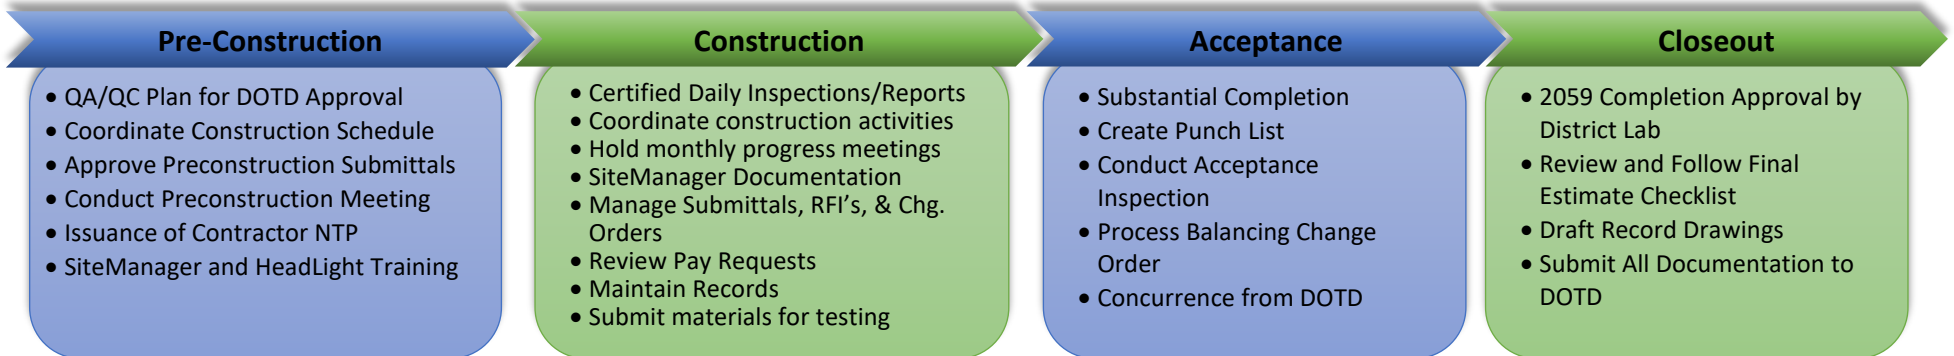 Pre-Construction
• QA/QC Plan for DOTD Approval
• Coordinate Construction Schedule
• Approve Preconstruction Submittals
• Conduct Preconstruction Meeting
• Issuance of Contractor NTP
• SiteManager and HeadLight Training
Construction
• Certified Daily Inspections/Reports
• Coordinate construction activities
• Hold monthly progress meetings
• SiteManager Documentation
• Manage Submittals, RFI's, & Chg.
Orders
• Review Pay Requests
• Maintain Records
• Submit materials for testing
Acceptance
• Substantial Completion
• Create Punch List
• Conduct Acceptance
Inspection
• Process Balancing Change
Order
• Concurrence from DOTD
Closeout
• 2059 Completion Approval by
District Lab
• Review and Follow Final
Estimate Checklist
• Draft Record Drawings
• Submit All Documentation to
DOTD